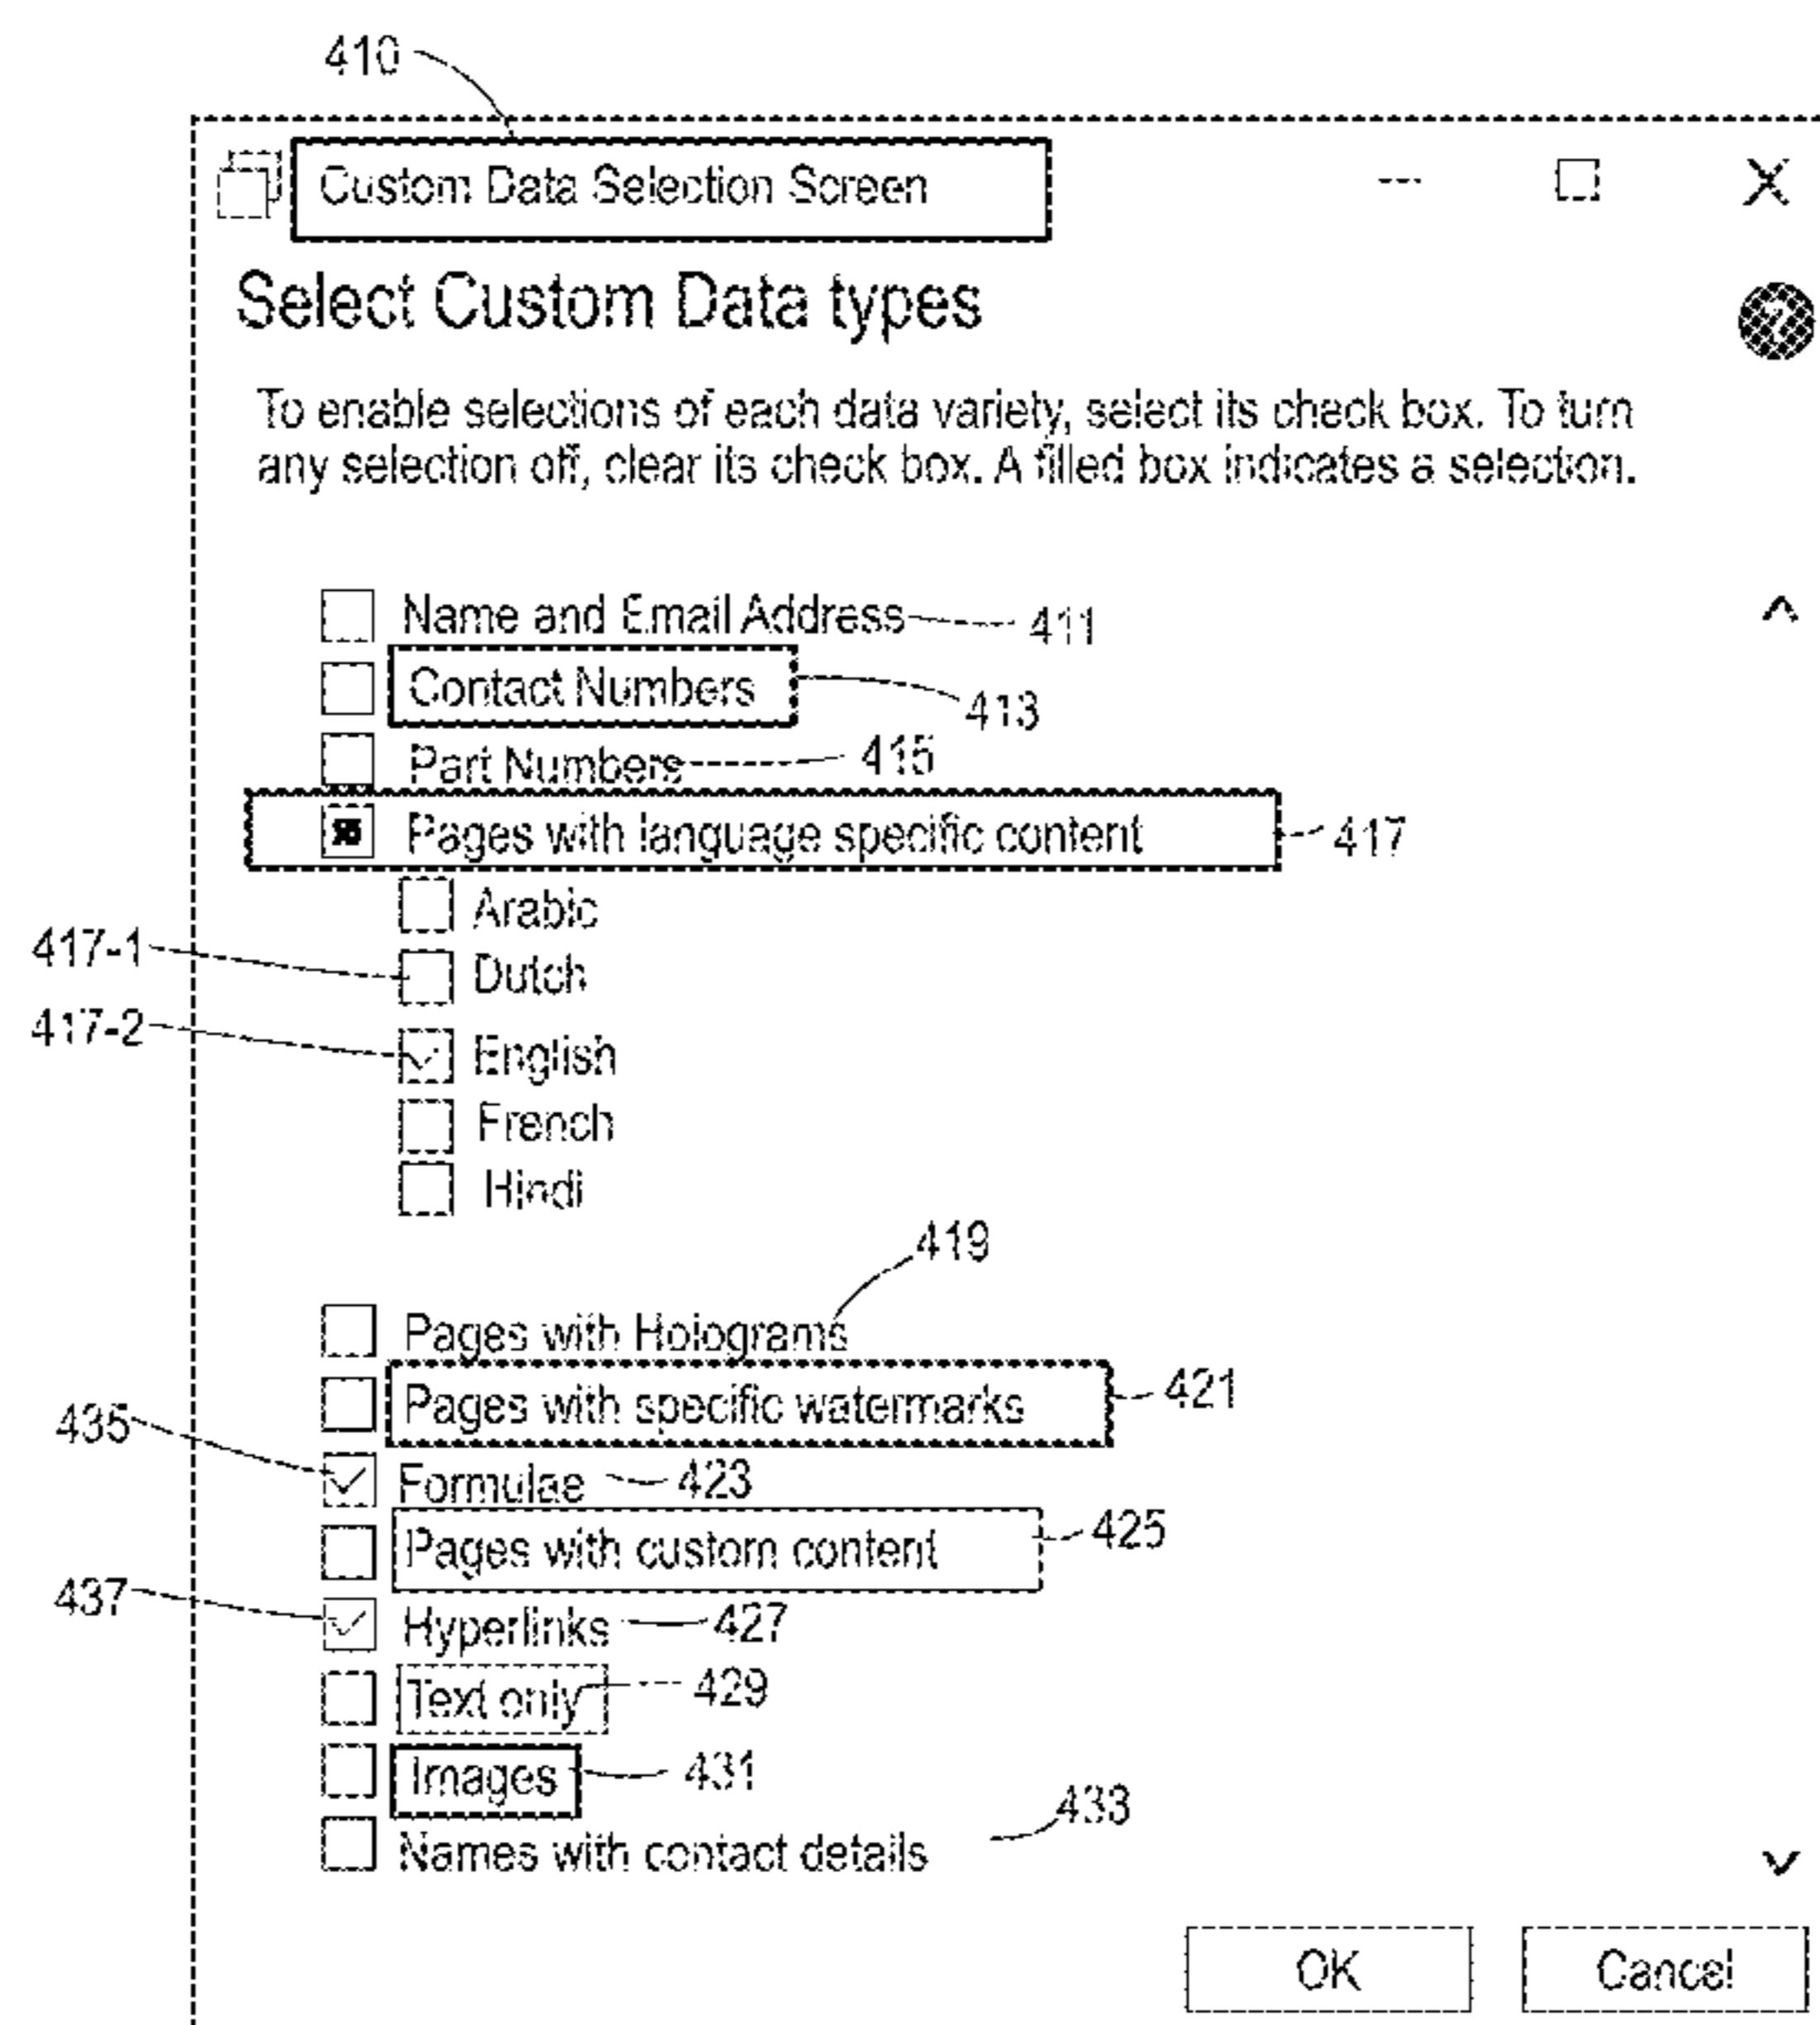 410
Custom Data Selection Screen
Select Custom Data types
?
To enable selections of each data variety, select its check box. To turn
any selection off, clear its check box. A filled box indicates a selection.
Name and Email Address 411
Contact Numbers 413
Part Numbers 415
Pages with language specific content 417
Arabic
417-1 Dutch
417-2 English
French
Hindi
419
Pages with Holograms
Pages with specific watermarks 421
435 Formulae 423
Pages with custom content 425
437 Hyperlinks 427
Text only 429
Images 431
Names with contact details 433
OK Cancel